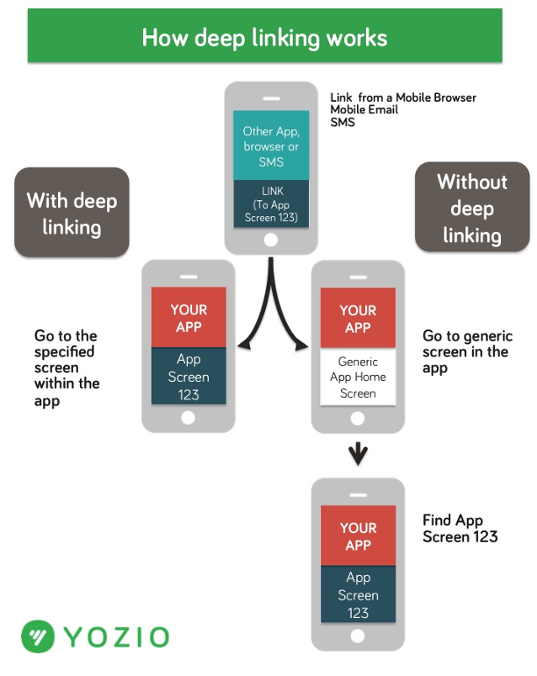 How deep linking works
Link from a Mobile Browser
Mobile Email
SMS
Other App,
browser or
SMS
LINK
(To App
Screen 123)
With deep
linking
Without
deep
linking
Go to the
specified
screen
within the
app
YOUR
APP
App
Screen
123
YOUR
APP
Generic
App Home
Screen
Go to generic
screen in the
app
YOUR
APP
App
Screen
123
Find App
Screen 123
YOZIO